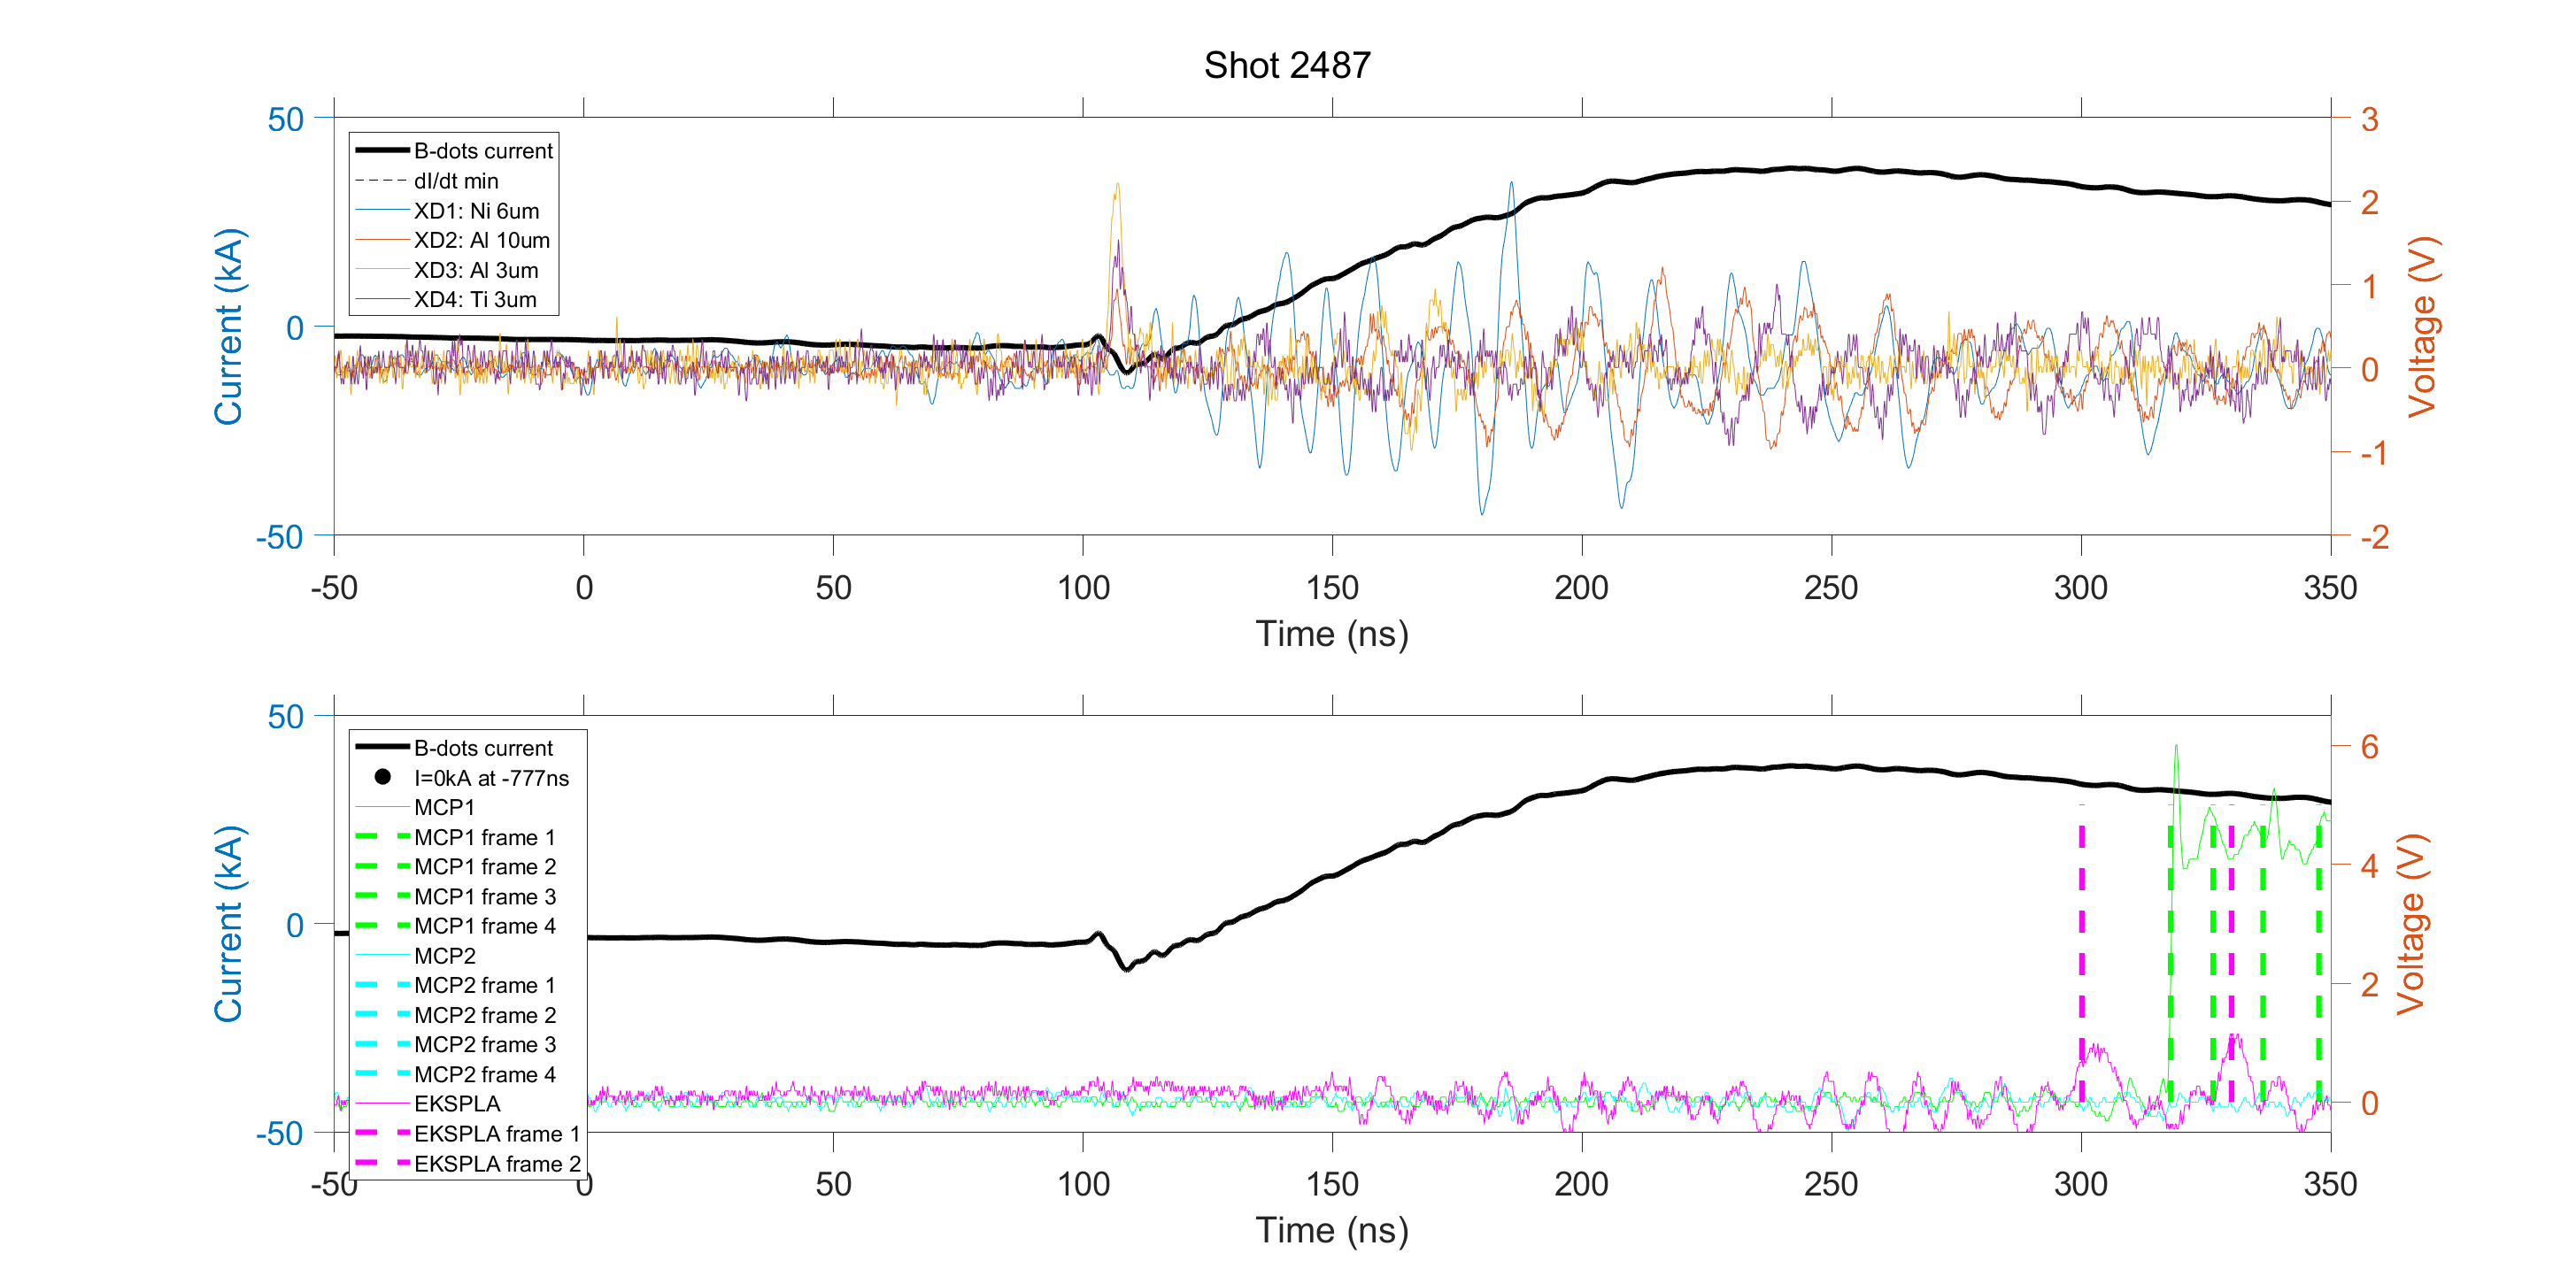 Shot 2487
50
0
-50
Current (kA)
B-dots current
dI/dt min
XD1: Ni 6um
XD2: Al 10um
XD3: Al 3um
XD4: Ti 3um
3
2
1
0
-1
-2
Voltage (V)
-50 0 50 100 150 200 250 300 350
Time (ns)
50
0
-50
Current (kA)
B-dots current
I=0kA at -777ns
MCP1
MCP1 frame 1
MCP1 frame 2
MCP1 frame 3
MCP1 frame 4
MCP2
MCP2 frame 1
MCP2 frame 2
MCP2 frame 3
MCP2 frame 4
EKSPLA
EKSPLA frame 1
EKSPLA frame 2
6
4
2
0
Voltage (V)
-50 0 50 100 150 200 250 300 350
Time (ns)